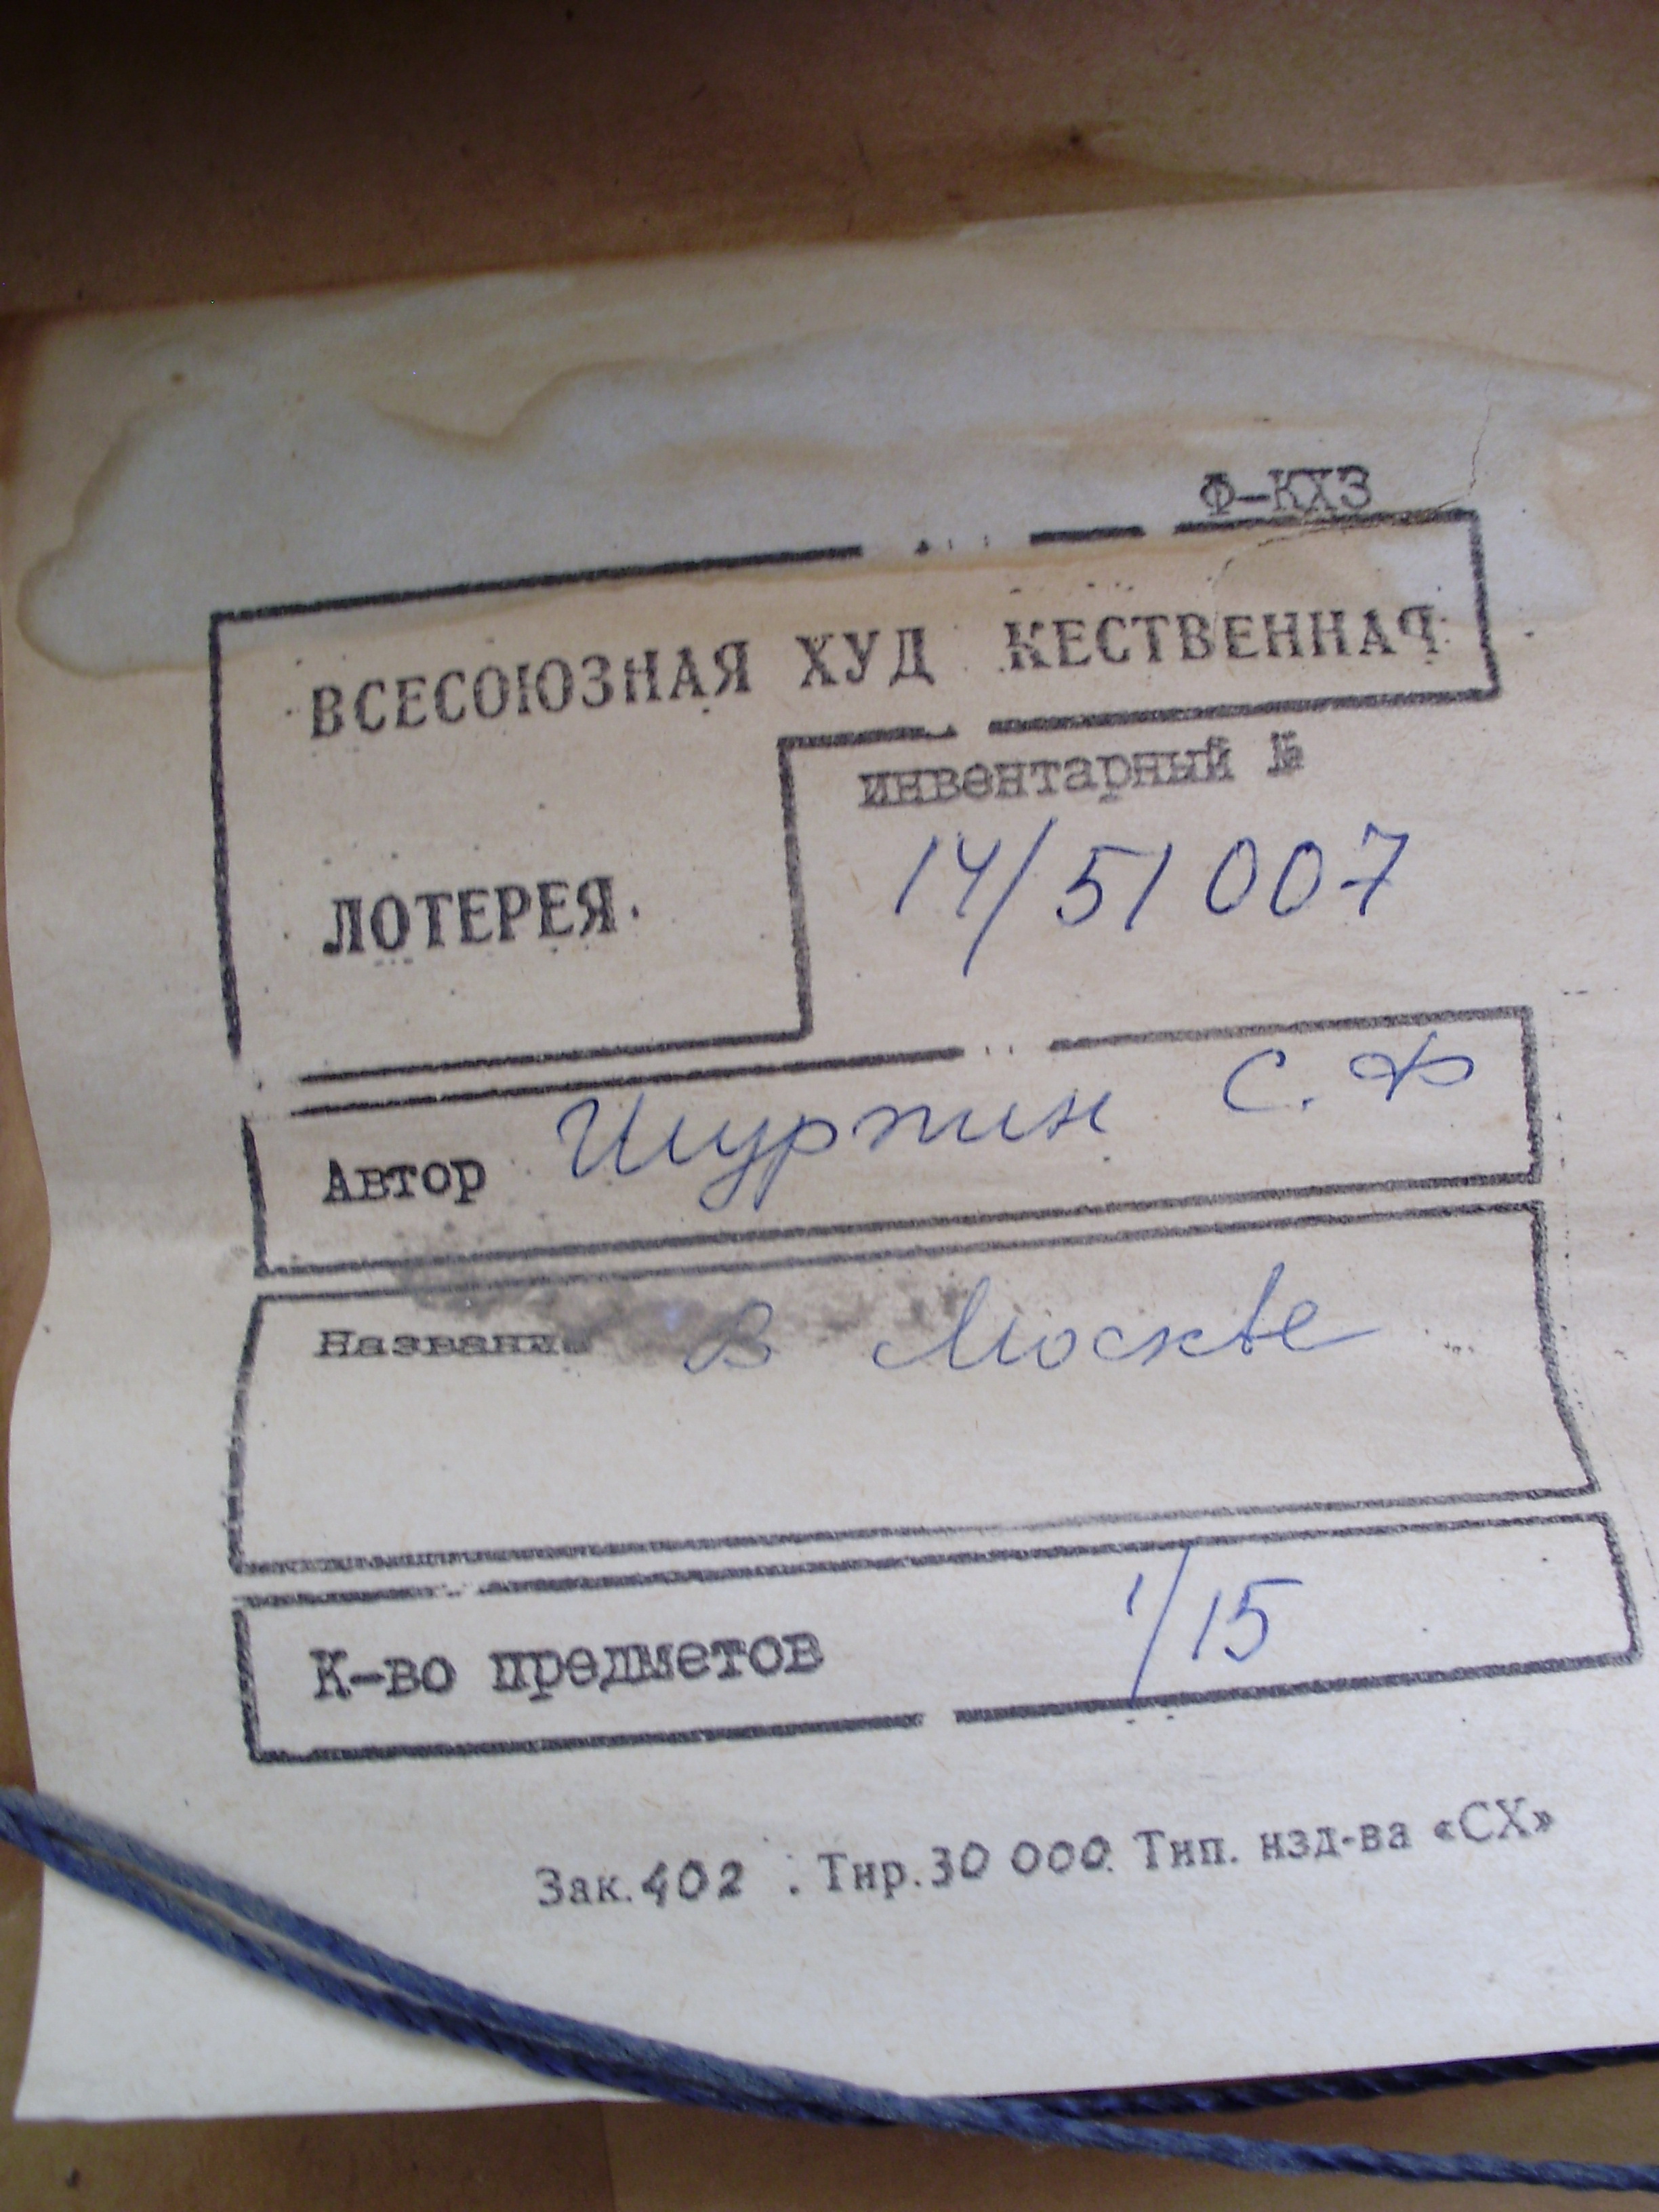 Ф-КХЗ
ВСЕСОЮЗНАЯ ХУД КЕСТВЕННАЯ
инвентарный №
14/51007
ЛОТЕРЕЯ.
Автор Шурпин С. Ф
Название В Москве
К-во предметов 1/15
Зак. 402. Тир. 30 000. Тип. изд-ва «СХ»